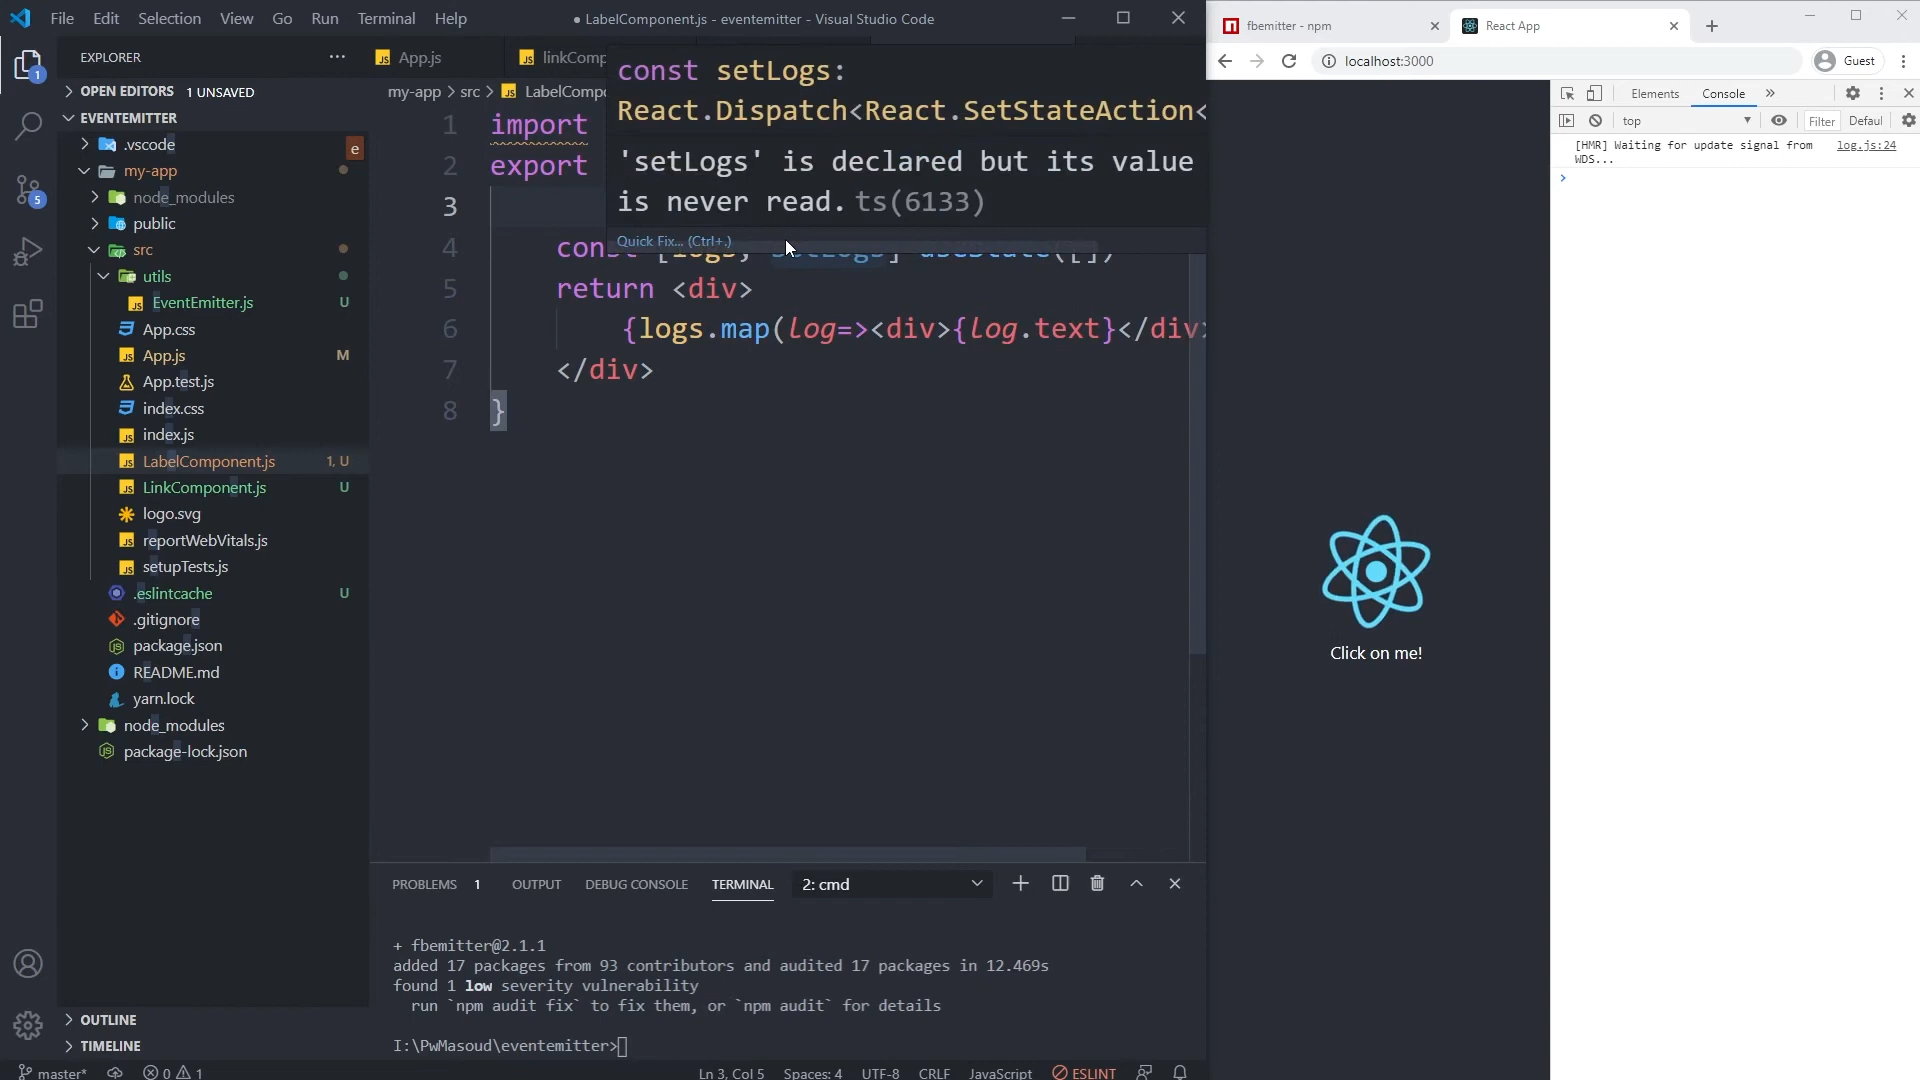 File Edit Selection View Go Run Terminal Help
● LabelComponent.js - eventemitter - Visual Studio Code
EXPLORER
OPEN EDITORS 1 UNSAVED
EVENTEMITTER
.vscode
e
my-app
node_modules
public
src
utils
EventEmitter.js U
App.css
App.js M
App.test.js
index.css
index.js
LabelComponent.js 1, U
LinkComponent.js U
logo.svg
reportWebVitals.js
setupTests.js
.eslintcache U
.gitignore
package.json
README.md
yarn.lock
node_modules
package-lock.json
OUTLINE
TIMELINE
1
5
App.js linkComp
my-app > src > LabelCompo
const setLogs:
React.Dispatch<React.SetStateAction<
'setLogs' is declared but its value
is never read. ts(6133)
Quick Fix... (Ctrl+.)
1 import
2 export
3
4 const [logs, setLogs] useState([])
5 return <div>
6 {logs.map(log=><div>{log.text}</div>
7 </div>
8 }
PROBLEMS 1 OUTPUT DEBUG CONSOLE TERMINAL 2: cmd
+ fbemitter@2.1.1
added 17 packages from 93 contributors and audited 17 packages in 12.469s
found 1 low severity vulnerability
run `npm audit fix` to fix them, or `npm audit` for details
I:\PwMasoud\eventemitter>
master* 0 1 Ln 3, Col 5 Spaces: 4 UTF-8 CRLF JavaScript ESLINT
fbemitter - npm React App
localhost:3000 Guest
Elements Console
top Filter Defaul
[HMR] Waiting for update signal from log.js:24
WDS...
Click on me!